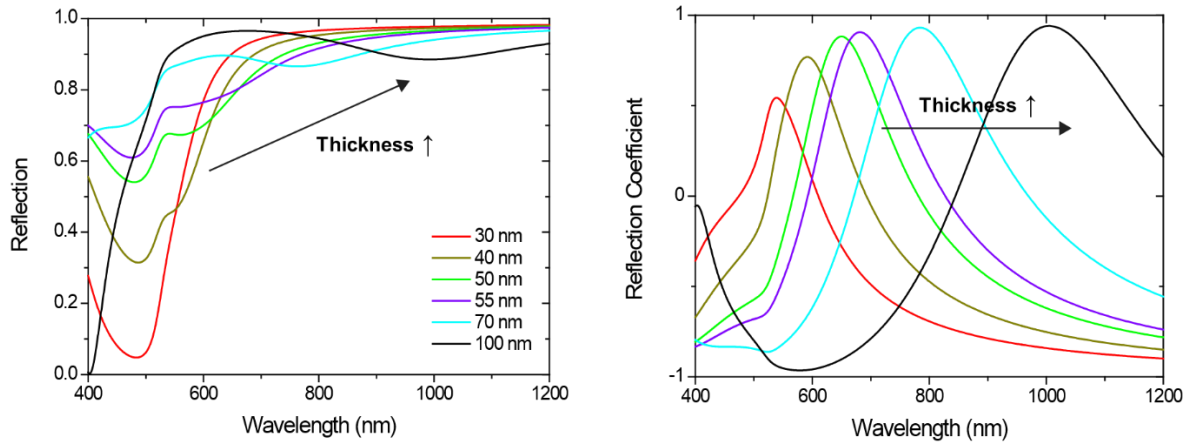 1.0
0.8
0.6
0.4
0.2
0.0
Reflection
400
600
800
1000
1200
Wavelength (nm)
Thickness ↑
30 nm
40 nm
50 nm
55 nm
70 nm
100 nm
1
0
-1
Reflection Coefficient
400
600
800
1000
1200
Wavelength (nm)
Thickness ↑